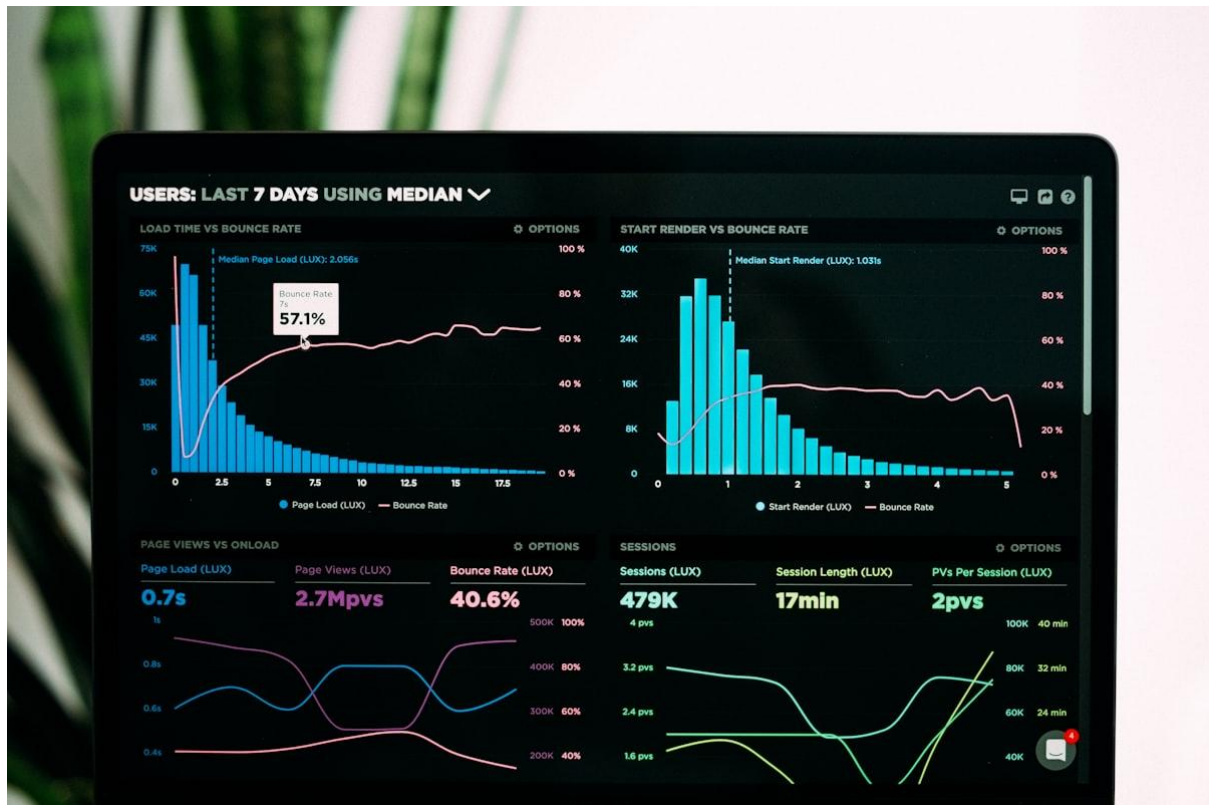 USERS: LAST 7 DAYS USING MEDIAN
LOAD TIME VS BOUNCE RATE
OPTIONS
75K
60K
45K
30K
15K
0
Median Page Load (LUX): 2.056s
Bounce Rate
7s
57.1%
100 %
80 %
60 %
40 %
20 %
0 %
0 2.5 5 7.5 10 12.5 15 17.5
Page Load (LUX) Bounce Rate
START RENDER VS BOUNCE RATE
OPTIONS
40K
32K
24K
16K
8K
0
Median Start Render (LUX): 1.031s
100 %
80 %
60 %
40 %
20 %
0 %
0 1 2 3 4 5
Start Render (LUX) Bounce Rate
PAGE VIEWS VS ONLOAD
OPTIONS
Page Load (LUX) Page Views (LUX) Bounce Rate (LUX)
0.7s 2.7Mpvs 40.6%
1s
0.8s
0.6s
0.4s
500K 100%
400K 80%
300K 60%
200K 40%
SESSIONS
OPTIONS
Sessions (LUX) Session Length (LUX) PVs Per Session (LUX)
479K 17min 2pvs
4 pvs
3.2 pvs
2.4 pvs
1.6 pvs
100K 40 min
80K 32 min
60K 24 min
40K
4